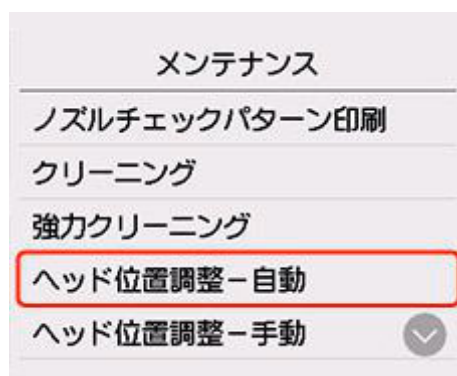 メンテナンス
ノズルチェックパターン印刷
クリーニング
強力クリーニング
ヘッド位置調整－自動
ヘッド位置調整－手動